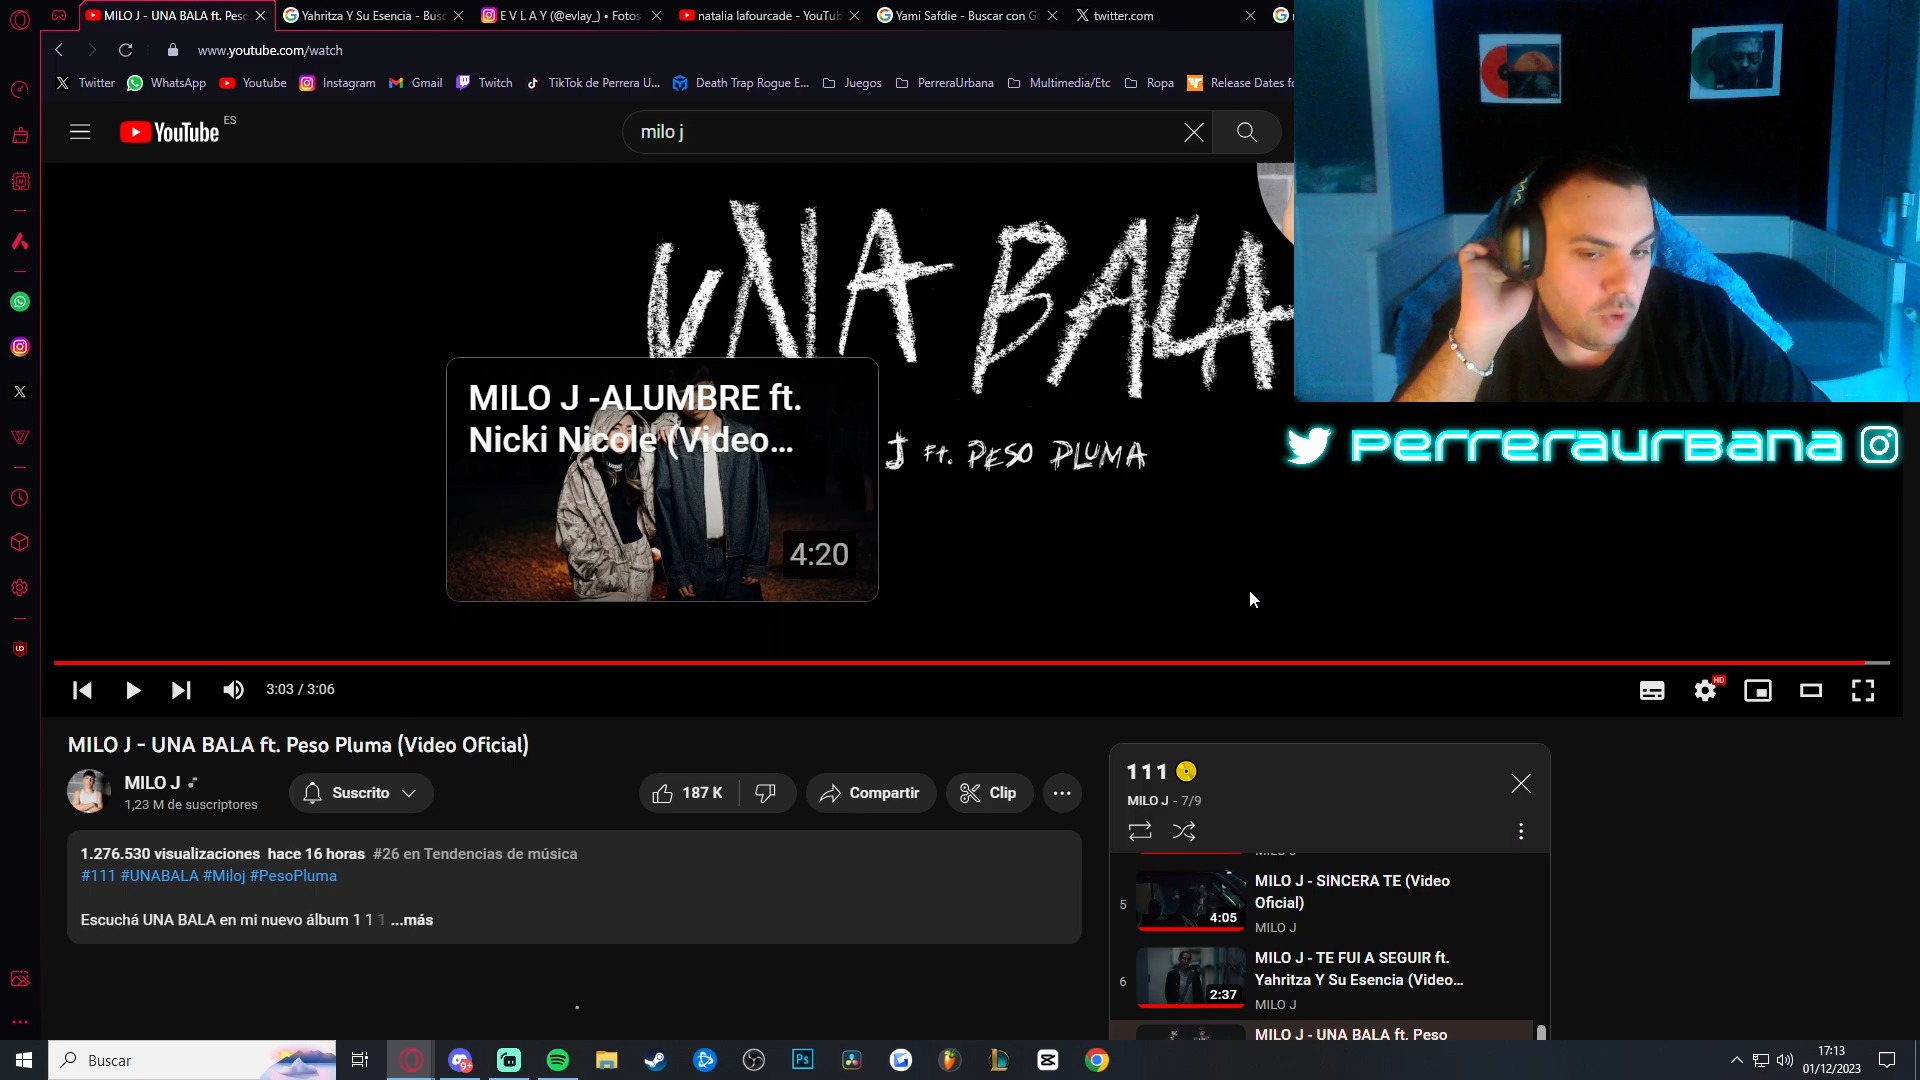 MILO J - UNA BALA ft. Pes
Yahritza Y Su Esencia - Busc
E V L A Y (@evlay_) • Fotos
natalia lafourcade - YouTub
Yami Safdie - Buscar con G
twitter.com
www.youtube.com/watch
Twitter
WhatsApp
Youtube
Instagram
Gmail
Twitch
TikTok de Perrera U...
Death Trap Rogue E...
Juegos
PerreraUrbana
Multimedia/Etc
Ropa
Release Dates fo
YouTube ES
milo j
UNA BALA
MILO J -ALUMBRE ft.
Nicki Nicole (Video...
4:20
J FT. PESO PLUMA
PERRERAURBANA
3:03 / 3:06
HD
MILO J - UNA BALA ft. Peso Pluma (Video Oficial)
MILO J
1,23 M de suscriptores
Suscrito
187 K
Compartir
Clip
1.276.530 visualizaciones hace 16 horas #26 en Tendencias de música
#111 #UNABALA #Miloj #PesoPluma
Escuchá UNA BALA en mi nuevo álbum 1 1 1 ...más
111
MILO J - 7/9
MILO J
5
MILO J - SINCERA TE (Video
Oficial)
4:05
MILO J
6
MILO J - TE FUI A SEGUIR ft.
Yahritza Y Su Esencia (Video...
2:37
MILO J
MILO J - UNA BALA ft. Peso
Buscar
9+
Ps
17:13
01/12/2023